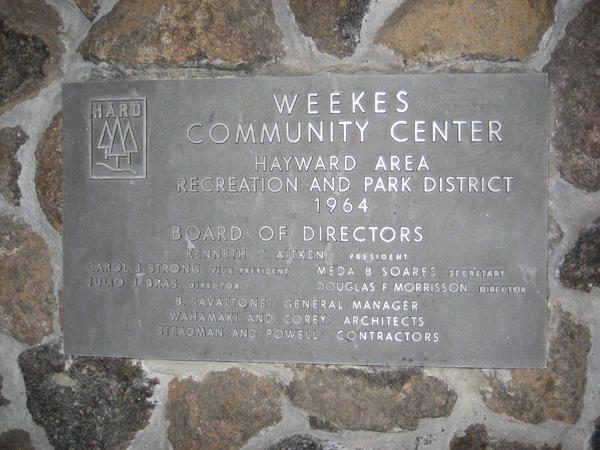 HARD
WEEKES
COMMUNITY CENTER
HAYWARD AREA
RECREATION AND PARK DISTRICT
1964
BOARD OF DIRECTORS
KENNETH C. AITKEN PRESIDENT
CAROL J. STRONG VICE PRESIDENT MEDA B SOARES SECRETARY
JULIO J. BRAS DIRECTOR DOUGLAS F MORRISSON DIRECTOR
B. GENERAL MANAGER
WAHAMAKI AND COREY: ARCHITECTS
STEADMAN AND POWELL: CONTRACTORS